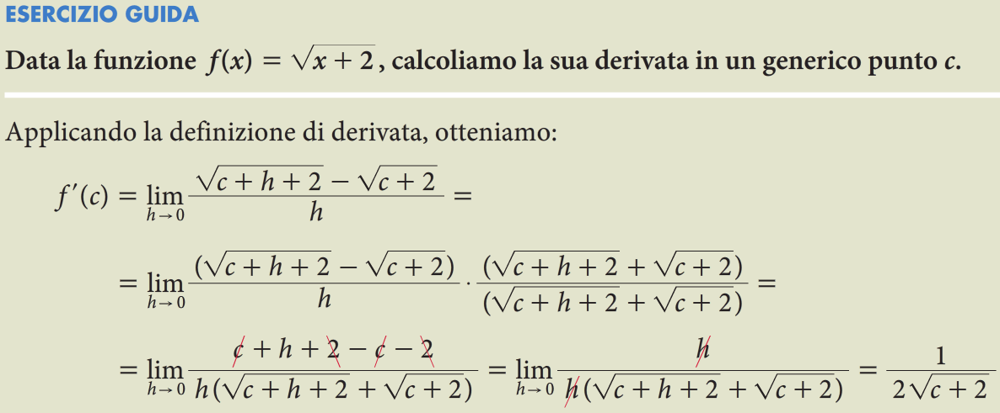 ESERCIZIO GUIDA
Data la funzione f(x) = √(x + 2), calcoliamo la sua derivata in un generico punto c.
Applicando la definizione di derivata, otteniamo:
f′(c) = lim_{h→0} (√(c + h + 2) − √(c + 2)) / h =
= lim_{h→0} (√(c + h + 2) − √(c + 2)) / h · (√(c + h + 2) + √(c + 2)) / (√(c + h + 2) + √(c + 2)) =
= lim_{h→0} (c + h + 2 − c − 2) / (h(√(c + h + 2) + √(c + 2))) = lim_{h→0} h / (h(√(c + h + 2) + √(c + 2))) = 1 / (2√(c + 2))